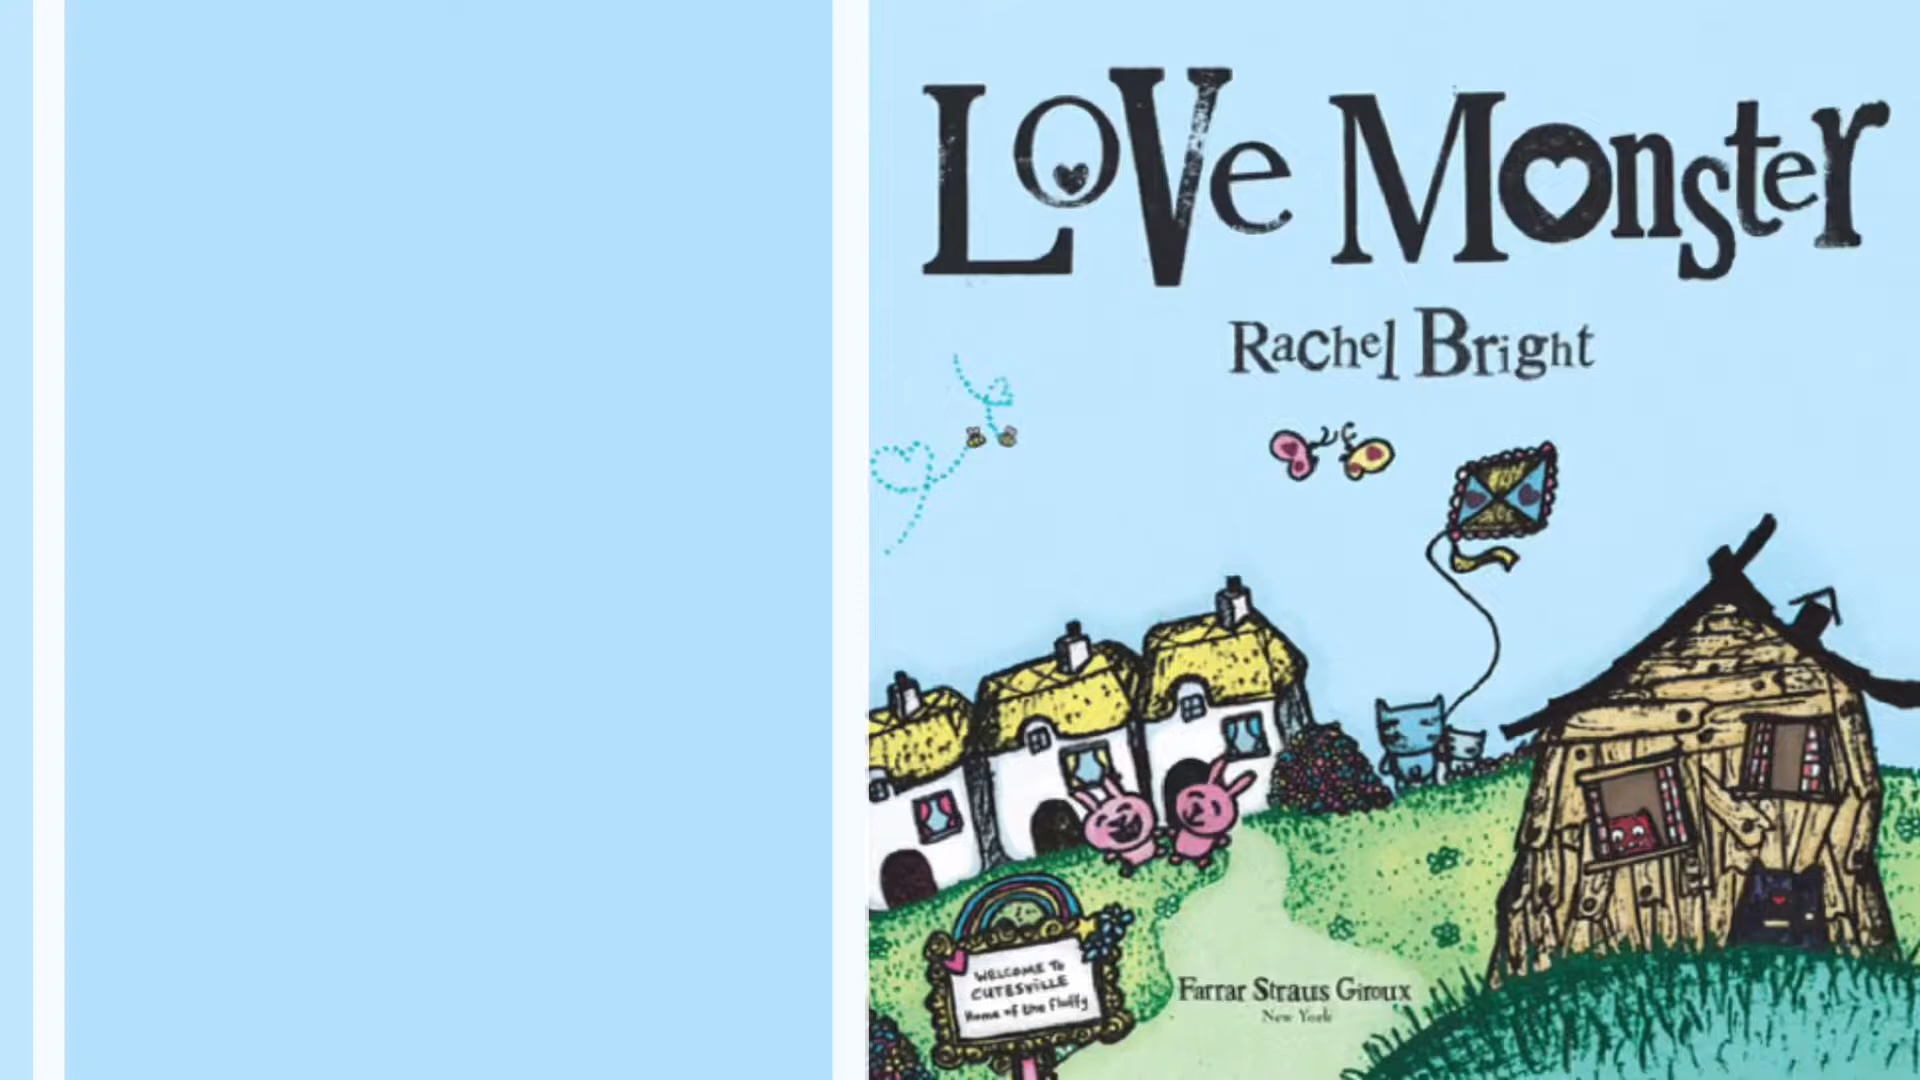 Love Monster
Rachel Bright
WELCOME TO
CUTESVILLE
Home of the fluffy
Farrar Straus Giroux
New York